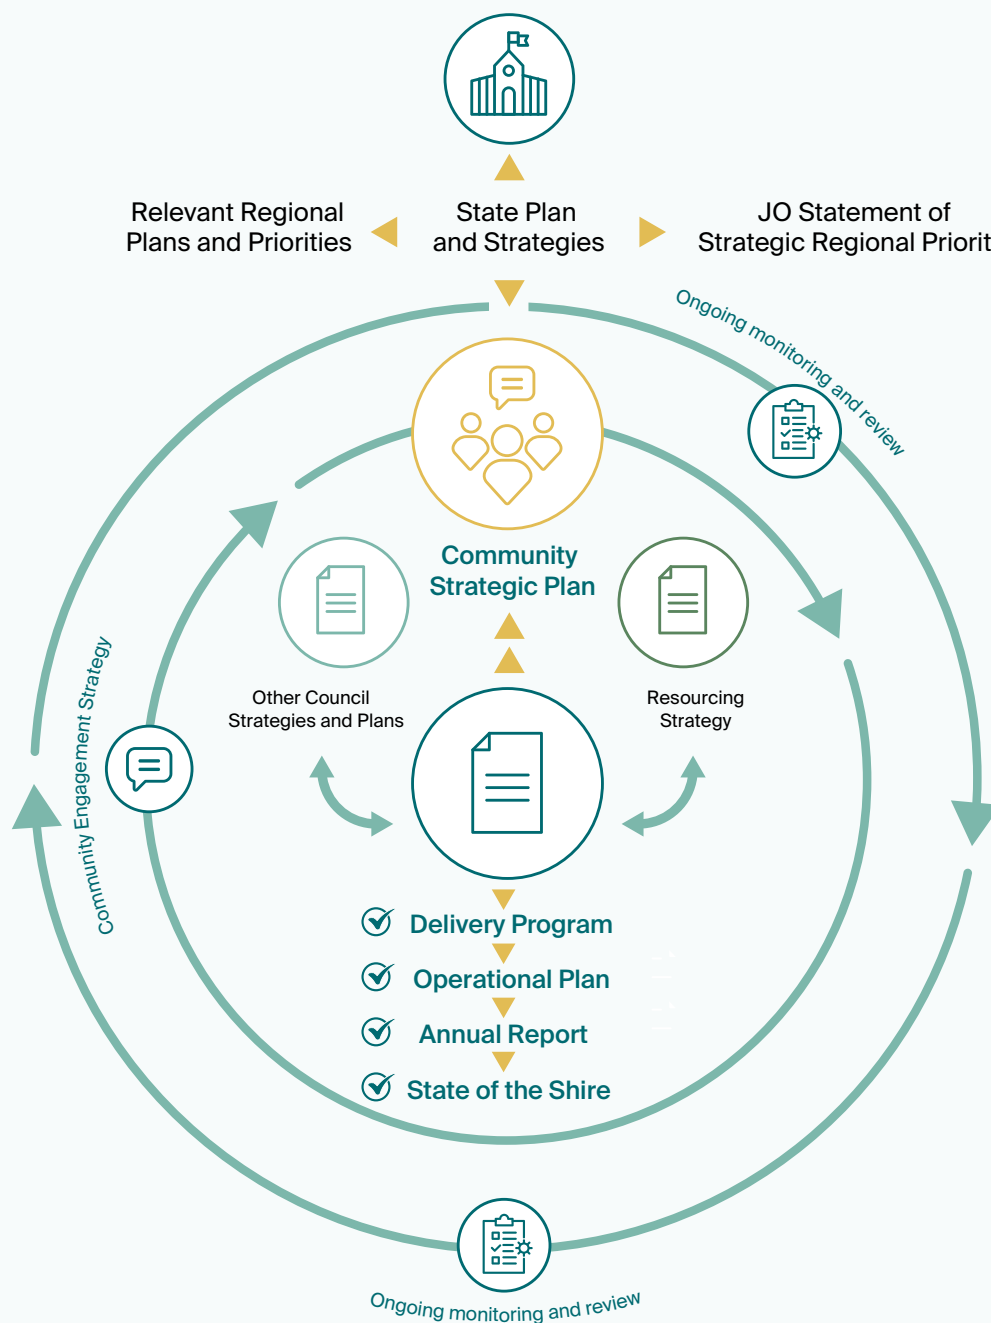 Relevant Regional
Plans and Priorities
State Plan
and Strategies
JO Statement of
Strategic Regional Priorit
Ongoing monitoring and review
Community
Strategic Plan
Other Council
Strategies and Plans
Resourcing
Strategy
Community Engagement Strategy
Delivery Program
Operational Plan
Annual Report
State of the Shire
Ongoing monitoring and review